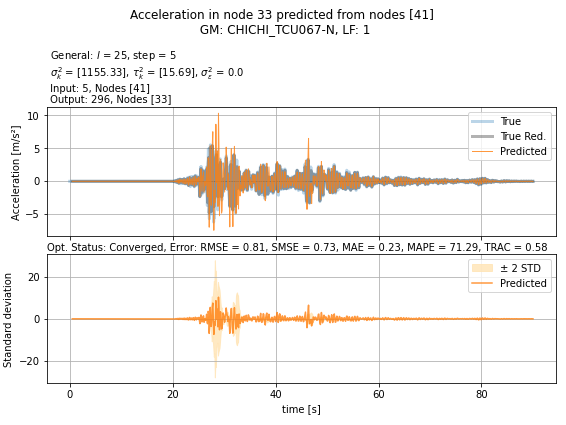 Acceleration in node 33 predicted from nodes [41]
GM: CHICHI_TCU067-N, LF: 1
General: l = 25, step = 5
σ²ₖ = [1155.33], τ²ₖ = [15.69], σ²ε = 0.0
Input: 5, Nodes [41]
Output: 296, Nodes [33]
10
5
0
−5
Acceleration [m/s²]
True
True Red.
Predicted
Opt. Status: Converged, Error: RMSE = 0.81, SMSE = 0.73, MAE = 0.23, MAPE = 71.29, TRAC = 0.58
20
0
−20
Standard deviation
± 2 STD
Predicted
0 20 40 60 80
time [s]